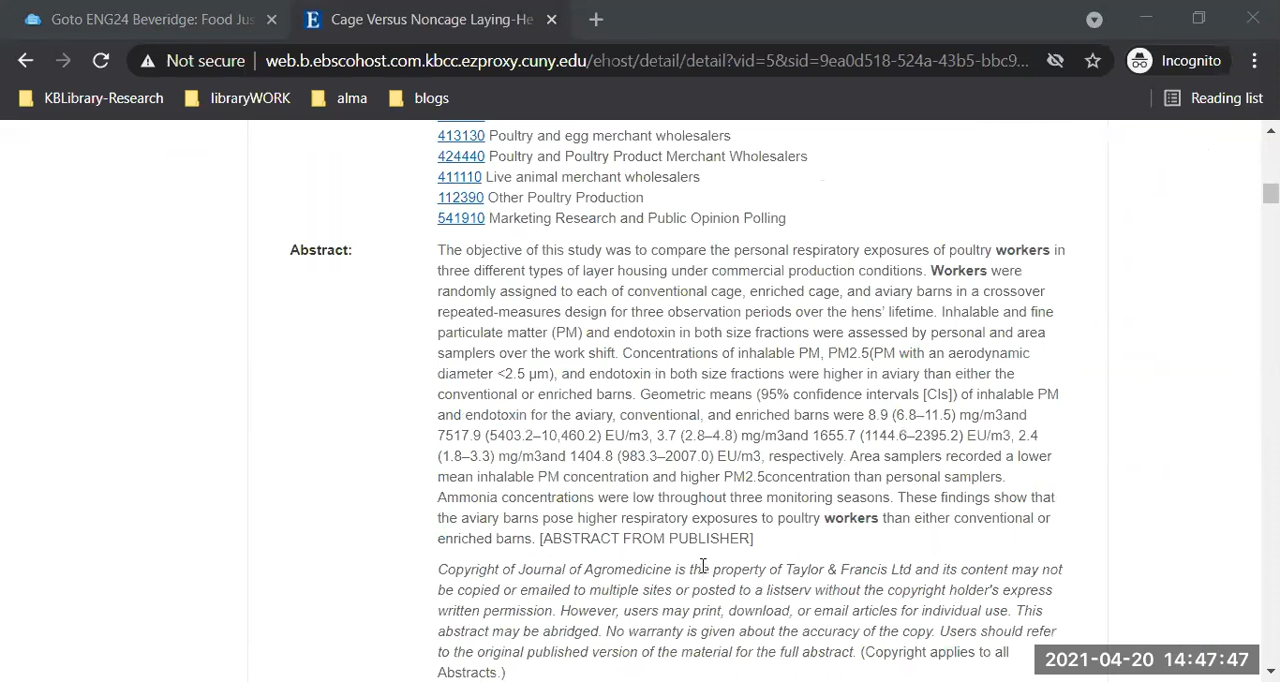 Goto ENG24 Beveridge: Food Jus
Cage Versus Noncage Laying-He
Not secure
web.b.ebscohost.com.kbcc.ezproxy.cuny.edu/ehost/detail/detail?vid=5&sid=9ea0d518-524a-43b5-bbc9...
Incognito
KBLibrary-Research
libraryWORK
alma
blogs
Reading list
413130 Poultry and egg merchant wholesalers
424440 Poultry and Poultry Product Merchant Wholesalers
411110 Live animal merchant wholesalers
112390 Other Poultry Production
541910 Marketing Research and Public Opinion Polling
Abstract: The objective of this study was to compare the personal respiratory exposures of poultry workers in
three different types of layer housing under commercial production conditions. Workers were
randomly assigned to each of conventional cage, enriched cage, and aviary barns in a crossover
repeated-measures design for three observation periods over the hens' lifetime. Inhalable and fine
particulate matter (PM) and endotoxin in both size fractions were assessed by personal and area
samplers over the work shift. Concentrations of inhalable PM, PM2.5(PM with an aerodynamic
diameter <2.5 μm), and endotoxin in both size fractions were higher in aviary than either the
conventional or enriched barns. Geometric means (95% confidence intervals [CIs]) of inhalable PM
and endotoxin for the aviary, conventional, and enriched barns were 8.9 (6.8–11.5) mg/m3and
7517.9 (5403.2–10,460.2) EU/m3, 3.7 (2.8–4.8) mg/m3and 1655.7 (1144.6–2395.2) EU/m3, 2.4
(1.8–3.3) mg/m3and 1404.8 (983.3–2007.0) EU/m3, respectively. Area samplers recorded a lower
mean inhalable PM concentration and higher PM2.5concentration than personal samplers.
Ammonia concentrations were low throughout three monitoring seasons. These findings show that
the aviary barns pose higher respiratory exposures to poultry workers than either conventional or
enriched barns. [ABSTRACT FROM PUBLISHER]
Copyright of Journal of Agromedicine is the property of Taylor & Francis Ltd and its content may not
be copied or emailed to multiple sites or posted to a listserv without the copyright holder's express
written permission. However, users may print, download, or email articles for individual use. This
abstract may be abridged. No warranty is given about the accuracy of the copy. Users should refer
to the original published version of the material for the full abstract. (Copyright applies to all
Abstracts.)
2021-04-20 14:47:47